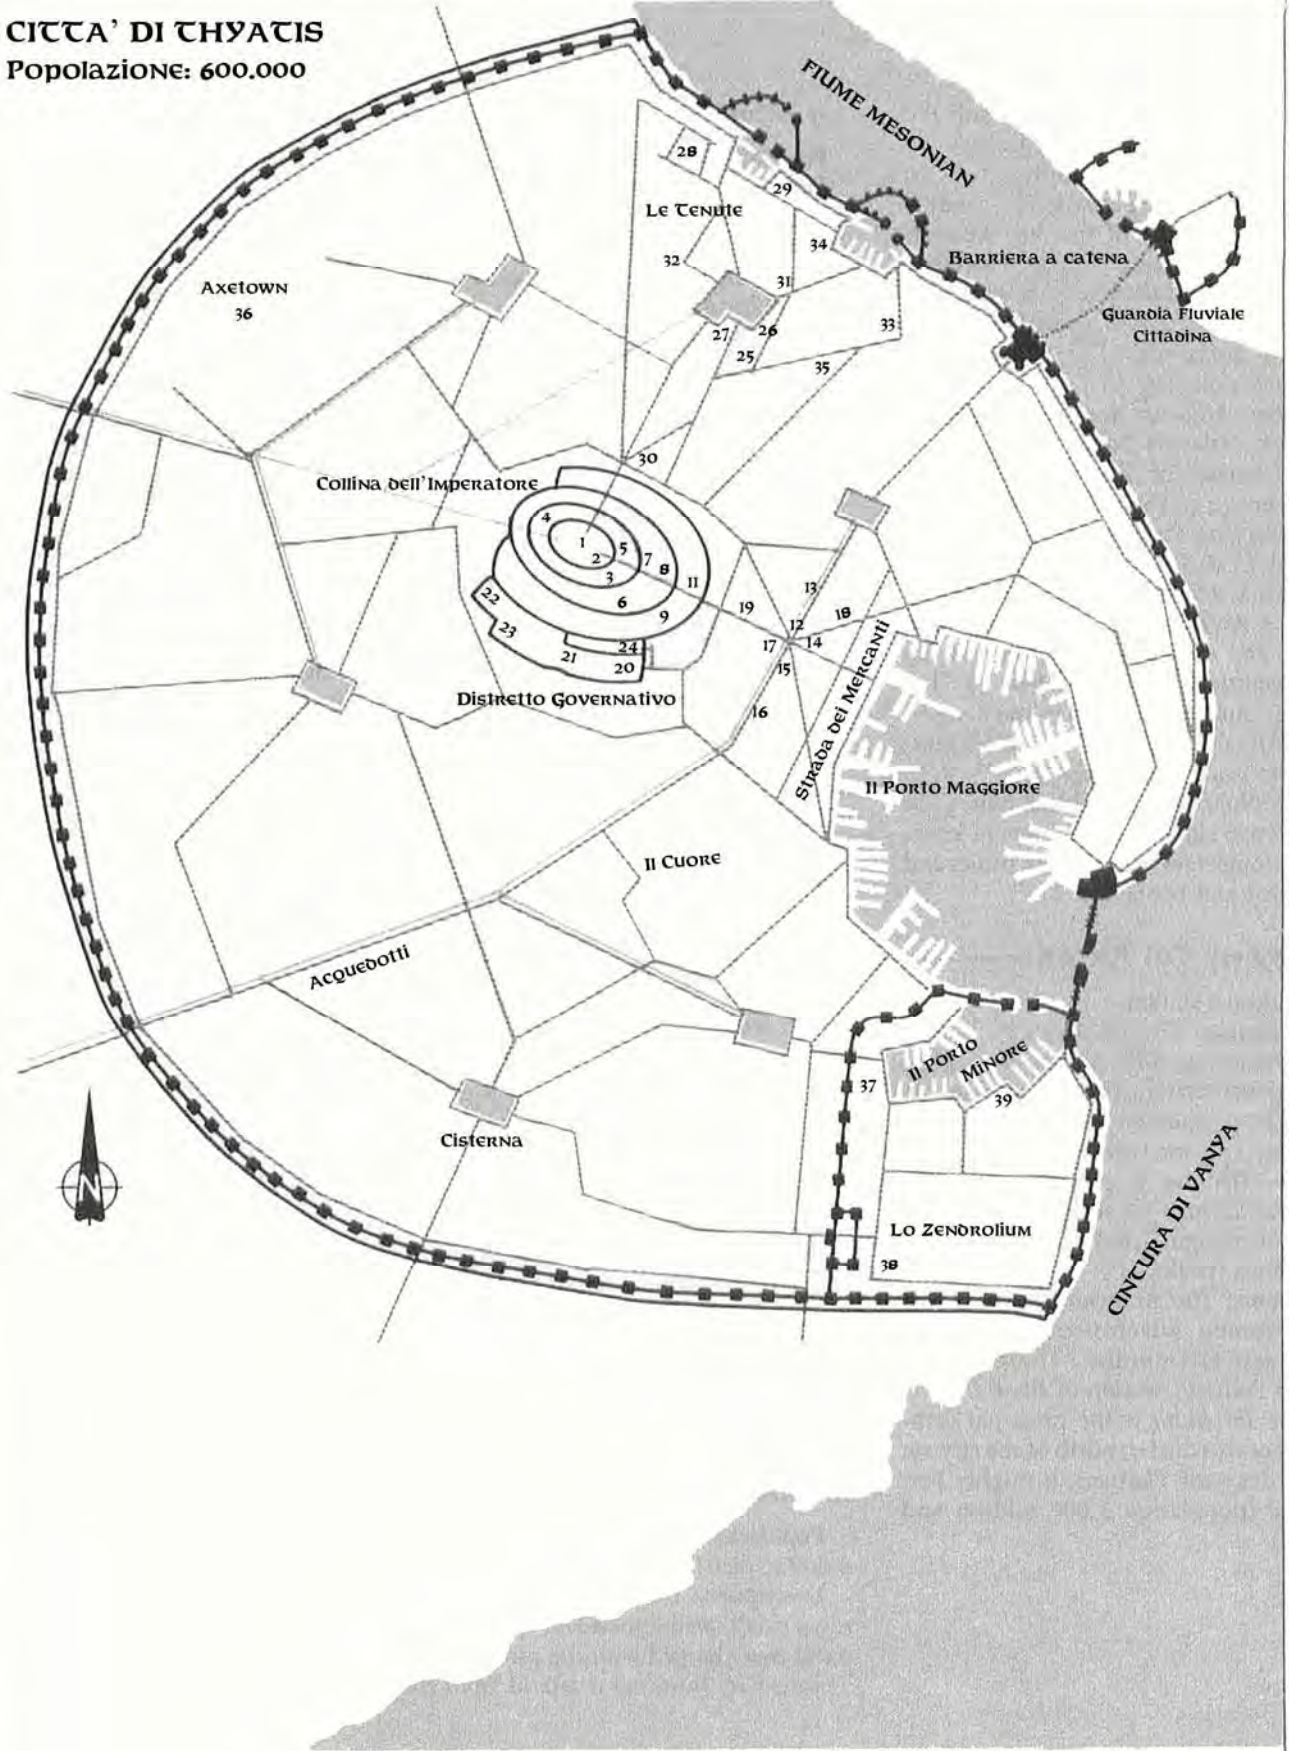 CITTA' DI THYATIS
Popolazione: 600.000
FIUME MESONIAN
28
29
Le Tenute
34
32
Barriera a catena
31
Axetown
36
Guardia Fluviale
Cittadina
33
27
26
25
35
30
Collina dell'Imperatore
4
1
5
2
7
8
3
11
13
22
6
9
19
18
12
23
24
17
14
21
20
15
Distretto Governativo
16
Strada dei Mercanti
Il Porto Maggiore
Il Cuore
Acquedotti
Il Porto
Minore
37
39
Cisterna
N
Lo Zendrolium
38
CINTURA DI VANYA